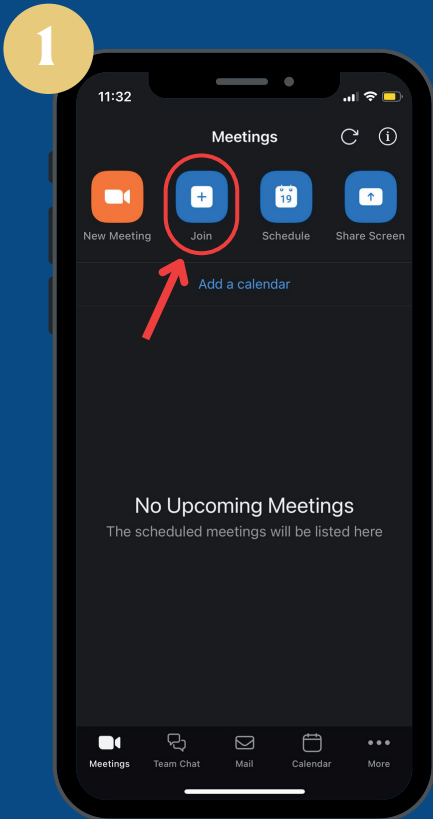 1
11:32
Meetings
19
New Meeting Join Schedule Share Screen
Add a calendar
No Upcoming Meetings
The scheduled meetings will be listed here
Meetings Team Chat Mail Calendar More